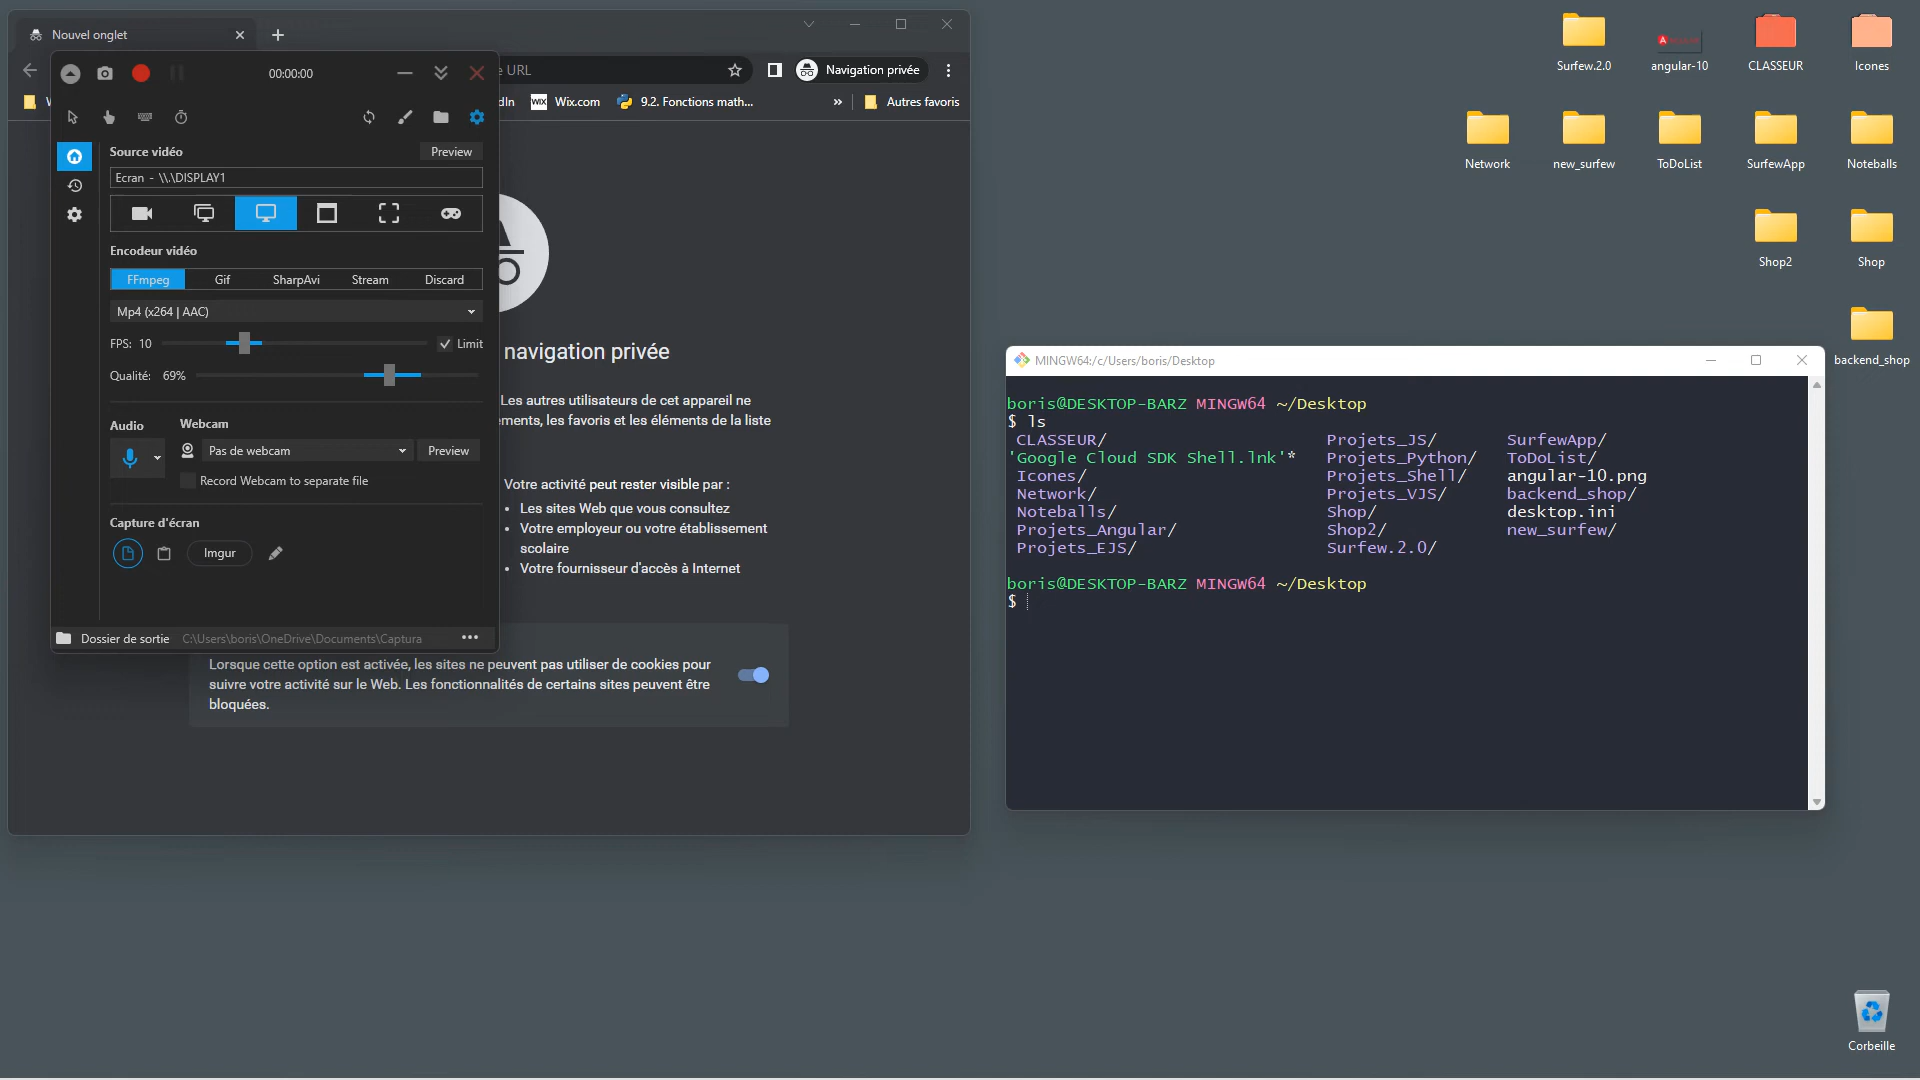 Nouvel onglet
e URL
Navigation privée
dIn
Wix.com
9.2. Fonctions math...
»
Autres favoris
00:00:00
Source vidéo
Preview
Ecran - \\.\DISPLAY1
Encodeur vidéo
FFmpeg
Gif
SharpAvi
Stream
Discard
Mp4 (x264 | AAC)
FPS: 10
Limit
Qualité: 69%
Audio
Webcam
Pas de webcam
Preview
Record Webcam to separate file
Capture d'écran
Imgur
Dossier de sortie
C:\Users\boris\OneDrive\Documents\Captura
navigation privée
Les autres utilisateurs de cet appareil ne
ements, les favoris et les éléments de la liste
Votre activité peut rester visible par :
• Les sites Web que vous consultez
• Votre employeur ou votre établissement
scolaire
• Votre fournisseur d'accès à Internet
Lorsque cette option est activée, les sites ne peuvent pas utiliser de cookies pour
suivre votre activité sur le Web. Les fonctionnalités de certains sites peuvent être
bloquées.
Surfew.2.0
angular-10
CLASSEUR
Icones
Network
new_surfew
ToDoList
SurfewApp
Noteballs
Shop2
Shop
backend_shop
MINGW64:/c/Users/boris/Desktop
boris@DESKTOP-BARZ MINGW64 ~/Desktop
$ ls
CLASSEUR/ Projets_JS/ SurfewApp/
'Google Cloud SDK Shell.lnk'* Projets_Python/ ToDoList/
Icones/ Projets_Shell/ angular-10.png
Network/ Projets_VJS/ backend_shop/
Noteballs/ Shop/ desktop.ini
Projets_Angular/ Shop2/ new_surfew/
Projets_EJS/ Surfew.2.0/
boris@DESKTOP-BARZ MINGW64 ~/Desktop
$
Corbeille